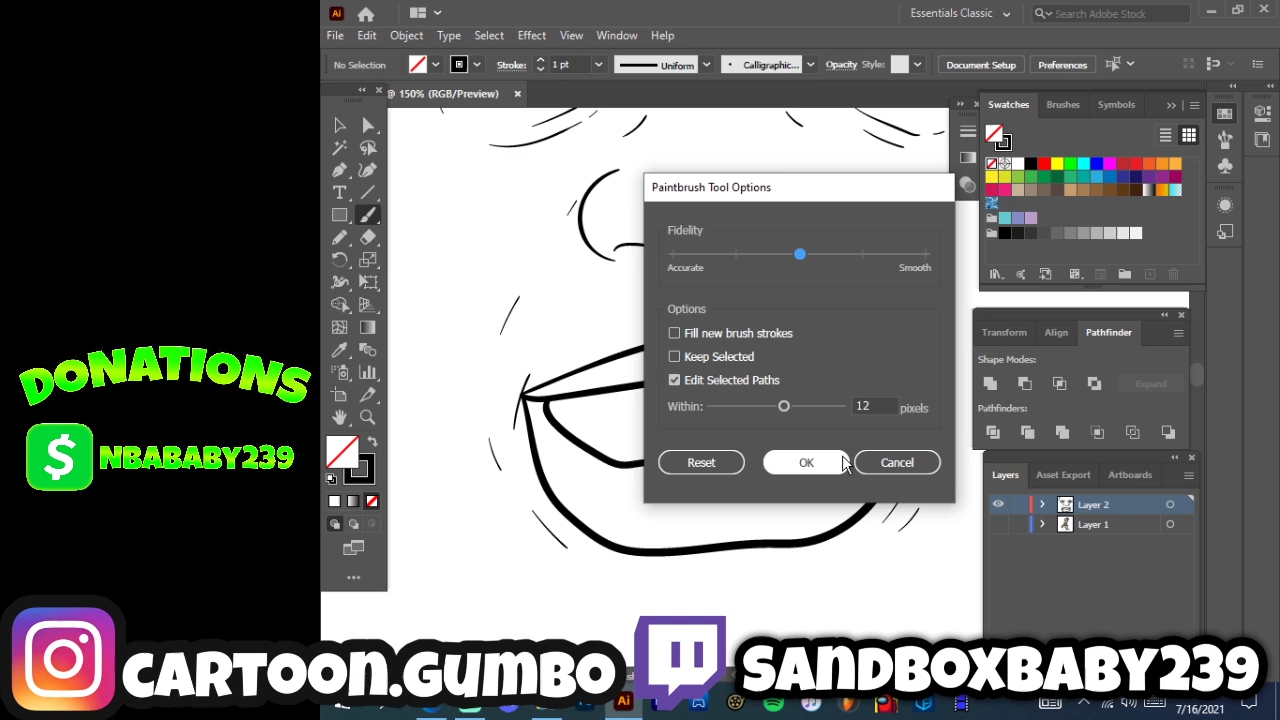 Ai
Essentials Classic
Search Adobe Stock
File Edit Object Type Select Effect View Window Help
No Selection Stroke: 1 pt Uniform Calligraphic... Opacity Style: Document Setup Preferences
@ 150% (RGB/Preview)
Swatches Brushes Symbols
Paintbrush Tool Options
Fidelity
Accurate Smooth
Options
Fill new brush strokes
Keep Selected
Edit Selected Paths
Within: 12 pixels
Reset OK Cancel
Transform Align Pathfinder
Shape Modes:
Expand
Pathfinders:
Layers Asset Export Artboards
Layer 2
Layer 1
DONATIONS
$ NBABABY239
CARTOON.GUMBO
SANDBOXBABY239
Ai
7/16/2021